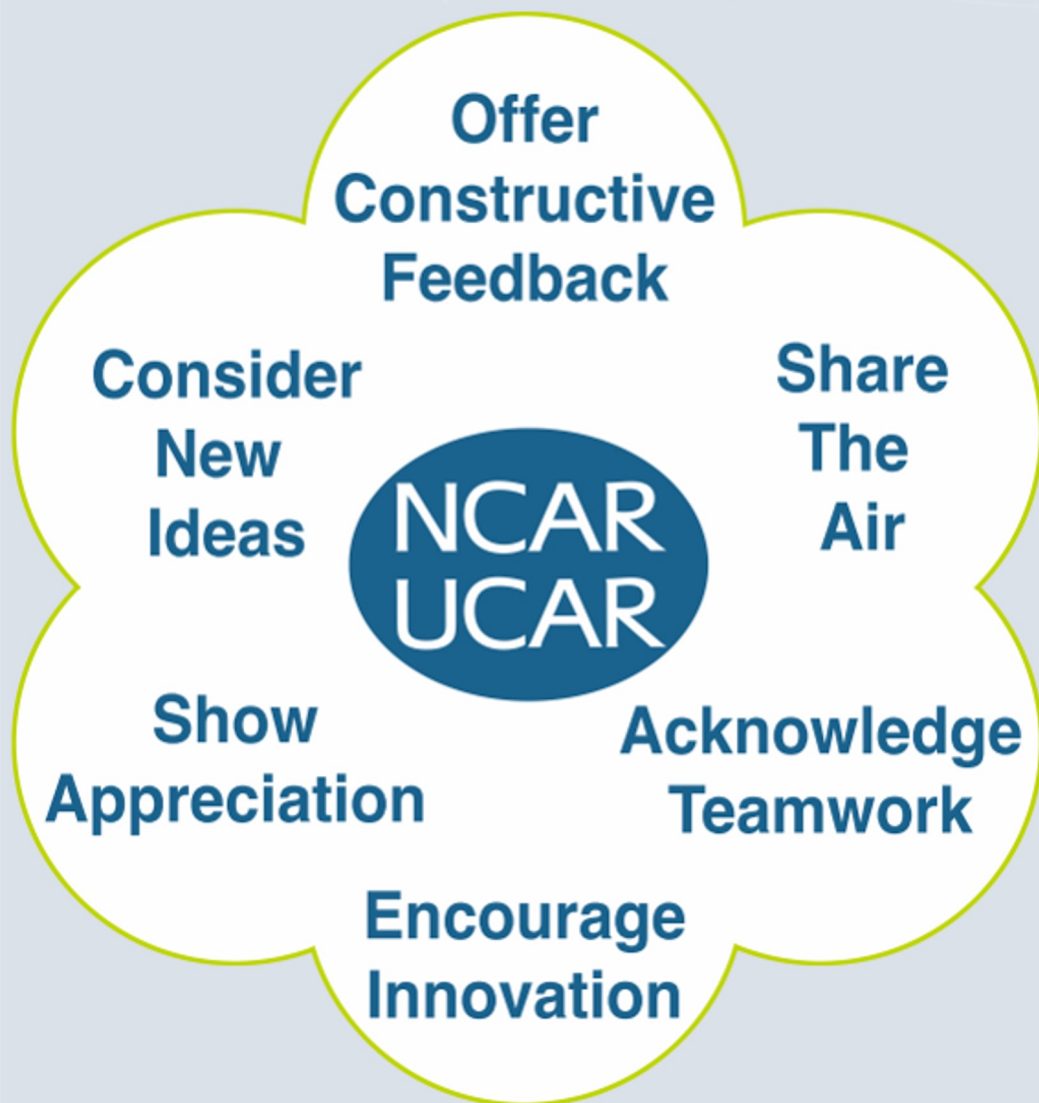 Offer
Constructive
Feedback
Share
The
Air
Acknowledge
Teamwork
Encourage
Innovation
Show
Appreciation
Consider
New
Ideas
NCAR
UCAR